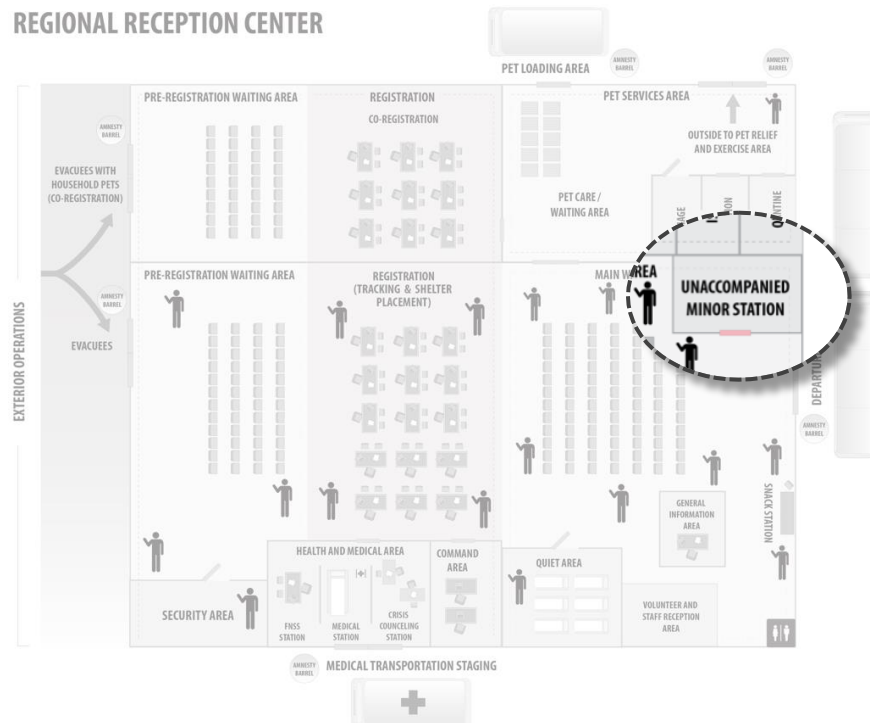 REGIONAL RECEPTION CENTER
PET LOADING AREA
AMNESTY
BARREL
AMNESTY
BARREL
PRE-REGISTRATION WAITING AREA
REGISTRATION
CO-REGISTRATION
PET SERVICES AREA
AMNESTY
BARREL
OUTSIDE TO PET RELIEF
AND EXERCISE AREA
EVACUEES WITH
HOUSEHOLD PETS
(CO-REGISTRATION)
PET CARE /
WAITING AREA
PRE-REGISTRATION WAITING AREA
REGISTRATION
(TRACKING & SHELTER
PLACEMENT)
MAIN W
REA
UNACCOMPANIED
MINOR STATION
AMNESTY
BARREL
EVACUEES
EXTERIOR OPERATIONS
AMNESTY
BARREL
SNACK STATION
GENERAL
INFORMATION
AREA
HEALTH AND MEDICAL AREA
COMMAND
AREA
QUIET AREA
SECURITY AREA
FNSS
STATION
MEDICAL
STATION
CRISIS
COUNCELING
STATION
VOLUNTEER AND
STAFF RECEPTION
AREA
AMNESTY
BARREL
MEDICAL TRANSPORTATION STAGING